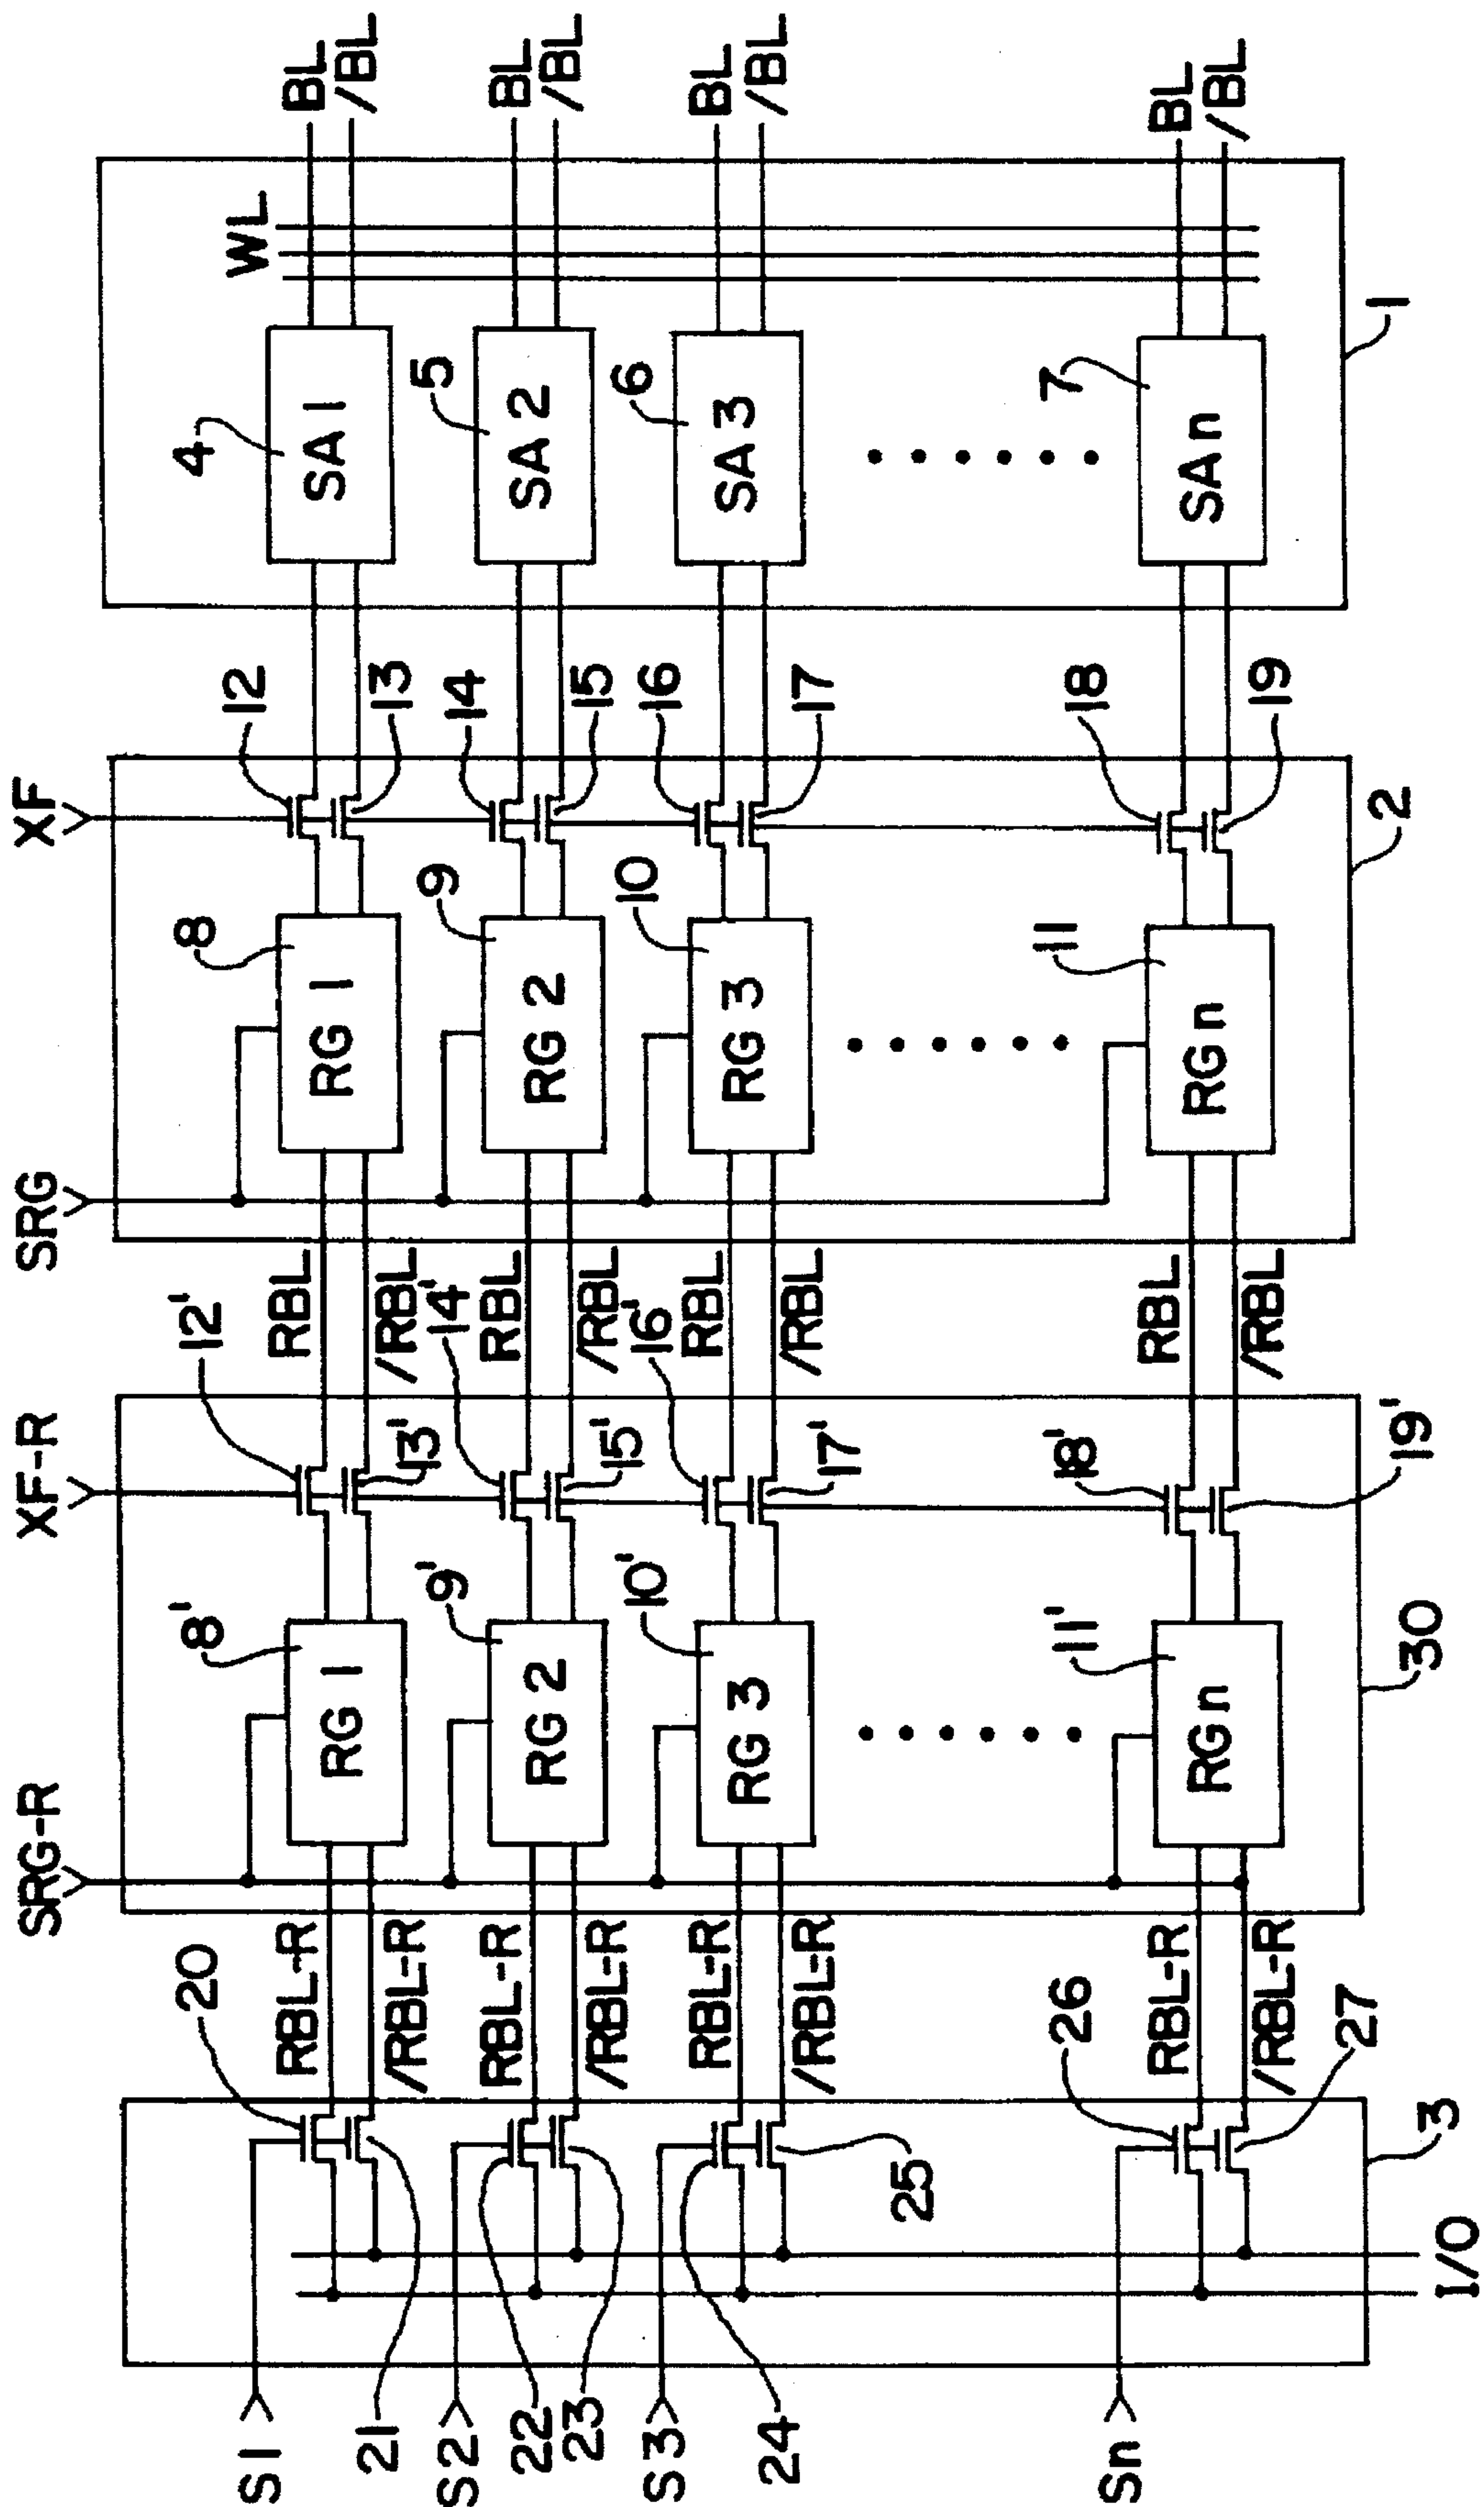 BL
/BL
BL
/BL
BL
/BL
BL
/BL
WL
1
4
SA 1
5
SA 2
6
SA 3
7
SA n
12
13
14
15
16
17
18
19
XF
2
8
RG 1
9
RG 2
10
RG 3
11
RG n
SRG
RBL
/RBL
RBL
/RBL
RBL
/RBL
RBL
/RBL
12'
13'
14'
15'
16'
17'
18'
19'
XF-R
8'
RG 1
9'
RG 2
10'
RG 3
11'
RG n
30
SRG-R
RBL-R
/RBL-R
RBL-R
/RBL-R
RBL-R
/RBL-R
RBL-R
/RBL-R
20
26
27
25
3
I/O
S1
21
S2
22
23
S3
24
Sn